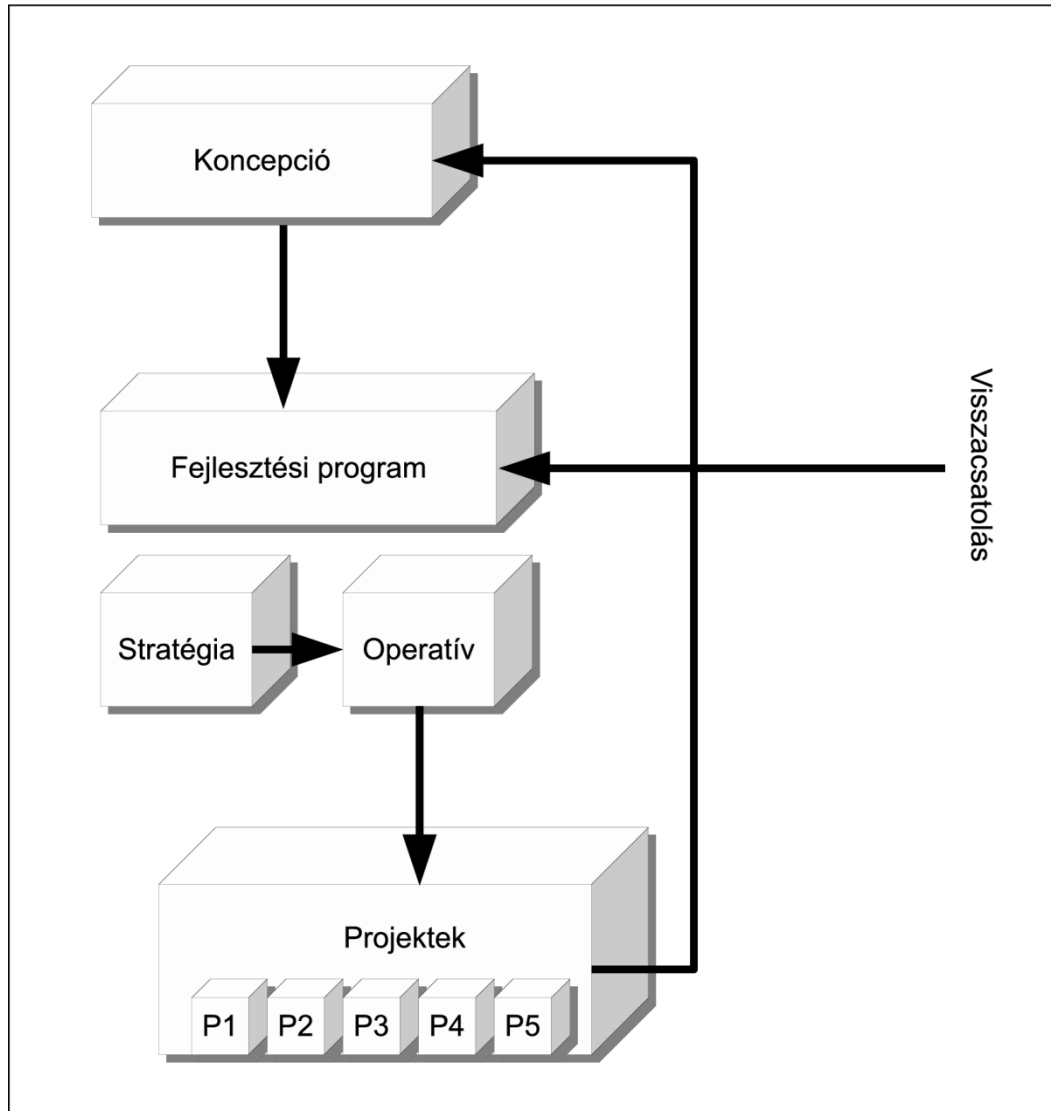 Koncepció
Fejlesztési program
Visszacsatolás
Stratégia
Operatív
Projektek
P1
P2
P3
P4
P5